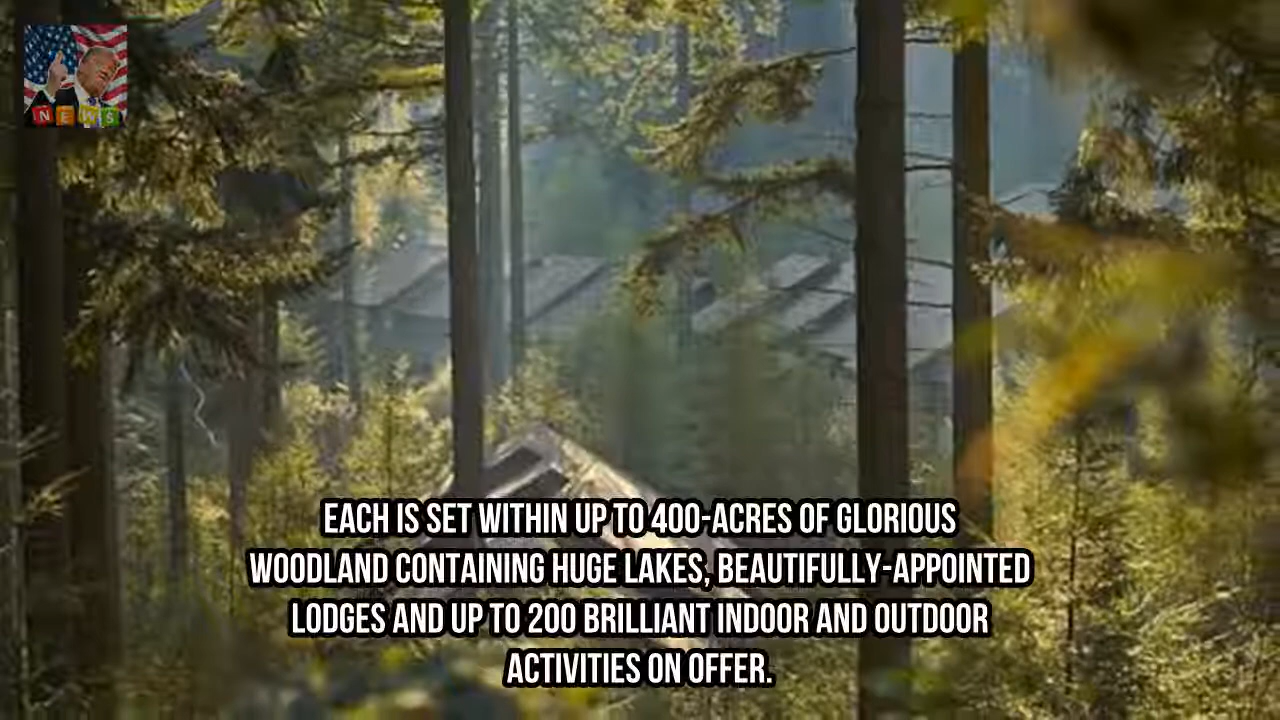 NEWS
EACH IS SET WITHIN UP TO 400-ACRES OF GLORIOUS
WOODLAND CONTAINING HUGE LAKES, BEAUTIFULLY-APPOINTED
LODGES AND UP TO 200 BRILLIANT INDOOR AND OUTDOOR
ACTIVITIES ON OFFER.